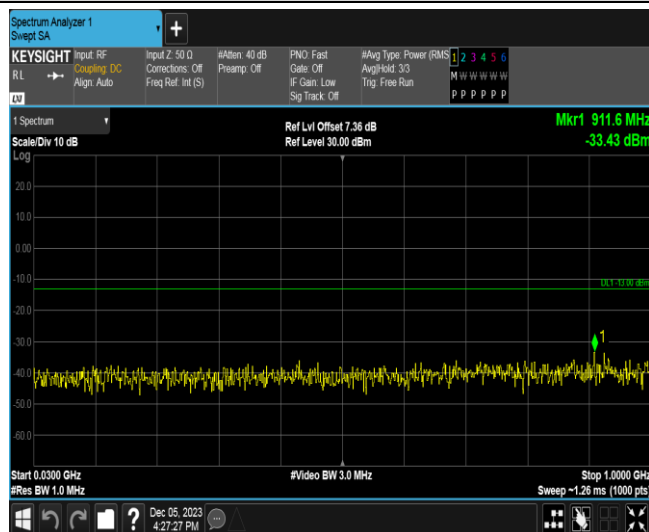 Spectrum Analyzer 1
Swept SA
+
KEYSIGHT
RL
LXI
Input: RF
Coupling: DC
Align: Auto
Input Z: 50 Ω
Corrections: Off
Freq Ref: Int (S)
#Atten: 40 dB
Preamp: Off
PNO: Fast
Gate: Off
IF Gain: Low
Sig Track: Off
#Avg Type: Power (RMS
Avg|Hold: 3/3
Trig: Free Run
1 2 3 4 5 6
M W W W W W
P P P P P P
1 Spectrum
Scale/Div 10 dB
Log
Ref Lvl Offset 7.36 dB
Ref Level 30.00 dBm
Mkr1 911.6 MHz
-33.43 dBm
20.0
10.0
0.00
-10.0
DL1 -13.00 dBm
-20.0
-30.0
1
-40.0
-50.0
-60.0
Start 0.0300 GHz
#Res BW 1.0 MHz
#Video BW 3.0 MHz
Stop 1.0000 GHz
Sweep ~1.26 ms (1000 pts)
?
Dec 05, 2023
4:27:27 PM